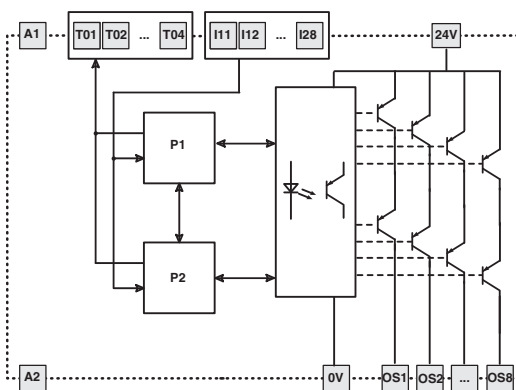 A1 T01 T02 ... T04 I11 I12 ... I28 24V
P1
P2
A2 0V OS1 OS2 ... OS8